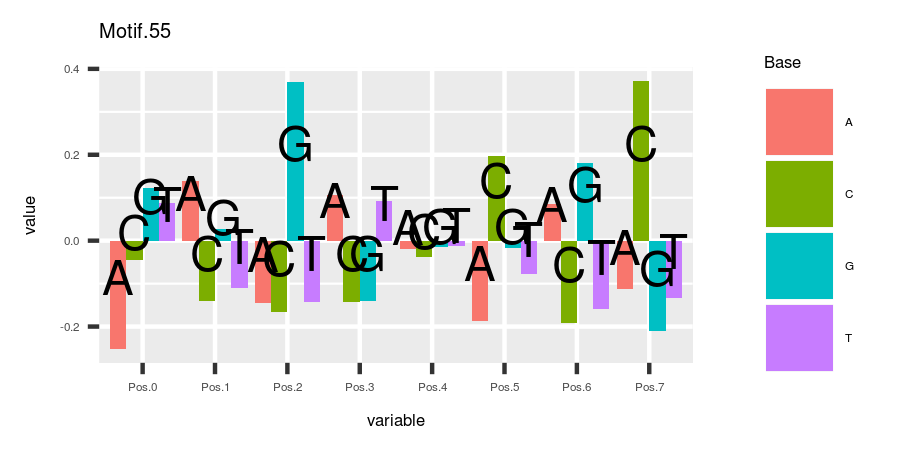 Motif.55
Base
0.4
0.2
0.0
-0.2
value
A C G T A C G T A C G T A C G T A C G T A C G T A C G T A C G T
Pos.0 Pos.1 Pos.2 Pos.3 Pos.4 Pos.5 Pos.6 Pos.7
variable
A
C
G
T